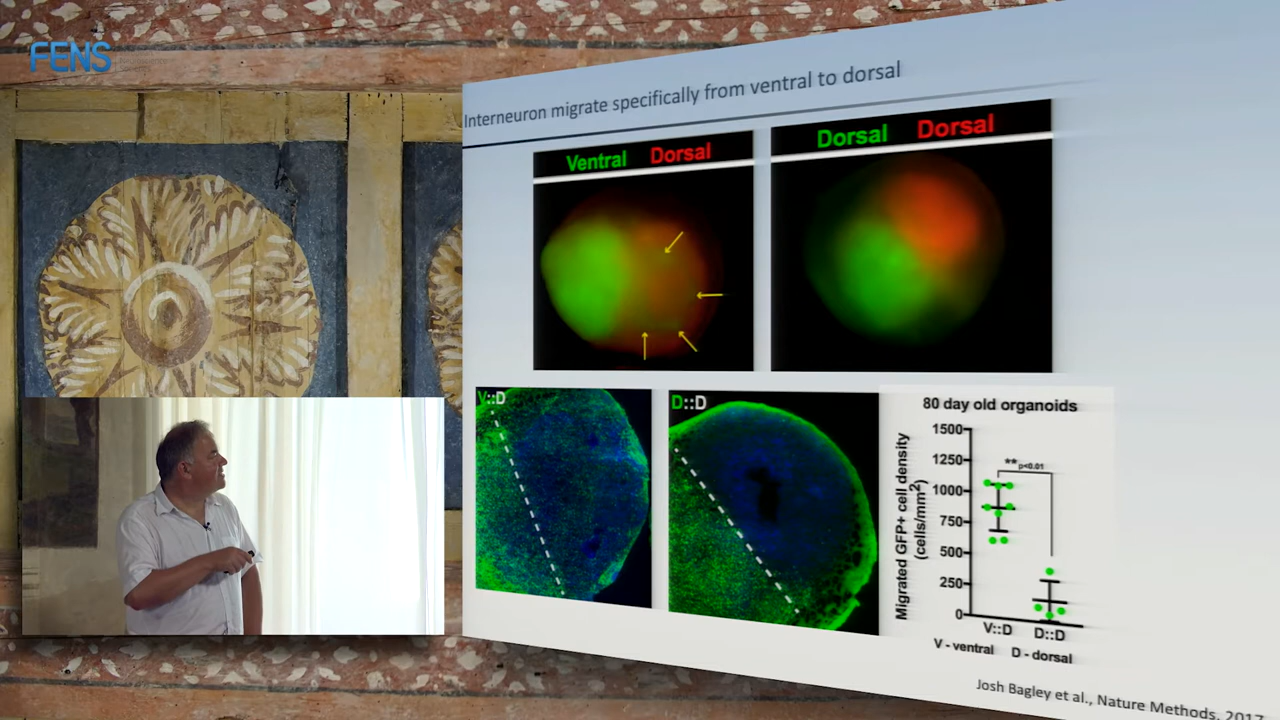 FENS
Interneuron migrate specifically from ventral to dorsal
Ventral Dorsal
Dorsal Dorsal
V::D
D::D
80 day old organoids
Migrated GFP+ cell density
(cells/mm2)
1500
1250
1000
750
500
250
0
** p<0.01
V::D D::D
V - ventral D - dorsal
Josh Bagley et al., Nature Methods, 2017